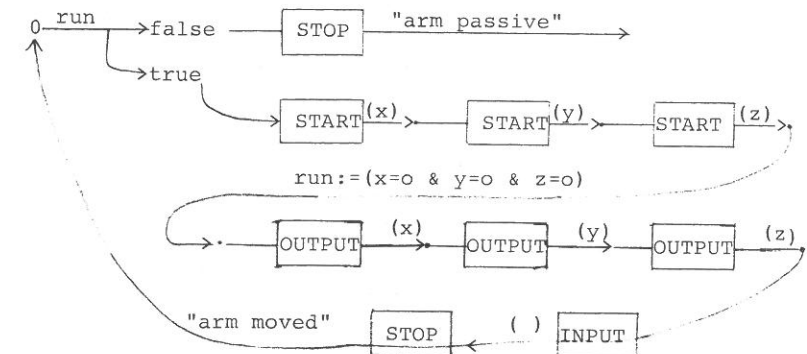 0 run false STOP "arm passive"
true
START (x) START (y) START (z)
run:=(x=o & y=o & z=o)
OUTPUT (x) OUTPUT (y) OUTPUT (z)
"arm moved" STOP ( ) INPUT